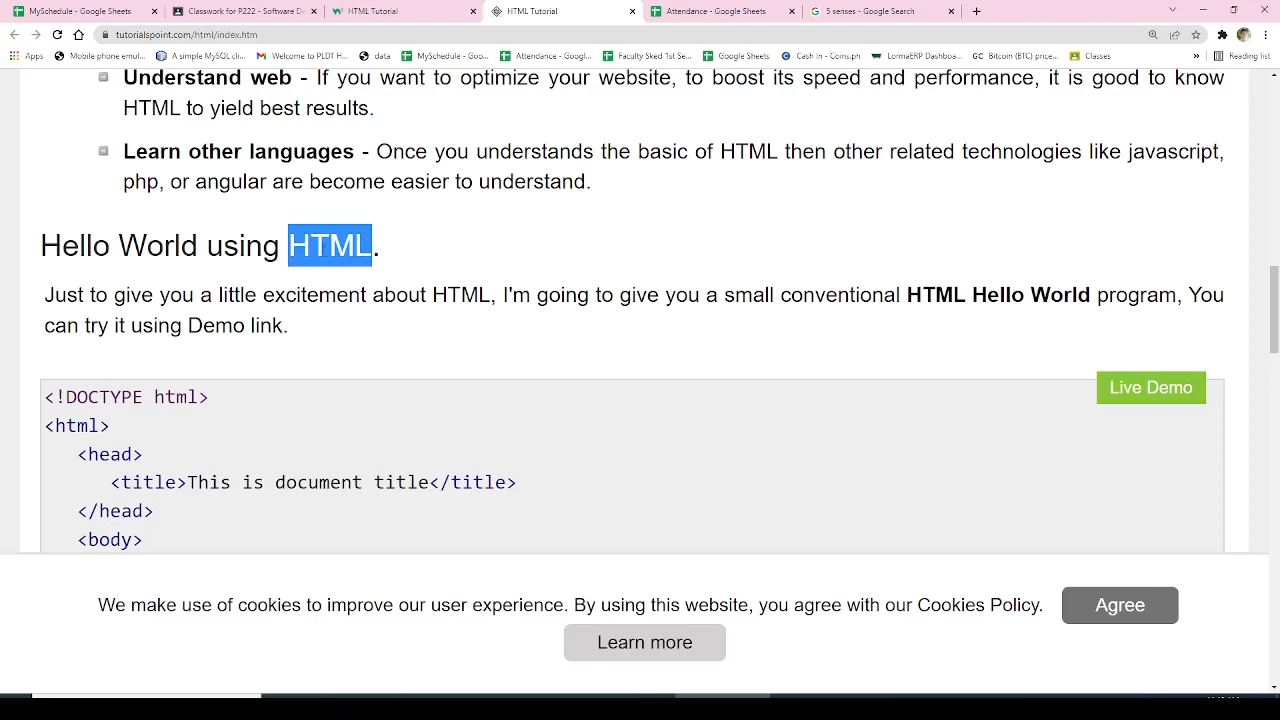 MySchedule - Google Sheets
Classwork for P222 - Software De
HTML Tutorial
HTML Tutorial
Attendance - Google Sheets
5 senses - Google Search
tutorialspoint.com/html/index.htm
Apps
Mobile phone emul...
A simple MySQL cl...
Welcome to PLDT H...
data
MySchedule - Goo...
Attendance - Googl...
Faculty Sked 1st Se...
Google Sheets
Cash in - Coins.ph
LormaERP Dashboa...
GC Bitcoin (BTC) price...
Classes
»
Reading list
Understand web - If you want to optimize your website, to boost its speed and performance, it is good to know
HTML to yield best results.
Learn other languages - Once you understands the basic of HTML then other related technologies like javascript,
php, or angular are become easier to understand.
Hello World using HTML.
Just to give you a little excitement about HTML, I'm going to give you a small conventional HTML Hello World program, You
can try it using Demo link.
Live Demo
<!DOCTYPE html>
<html>
<head>
<title>This is document title</title>
</head>
<body>
We make use of cookies to improve our user experience. By using this website, you agree with our Cookies Policy.
Agree
Learn more